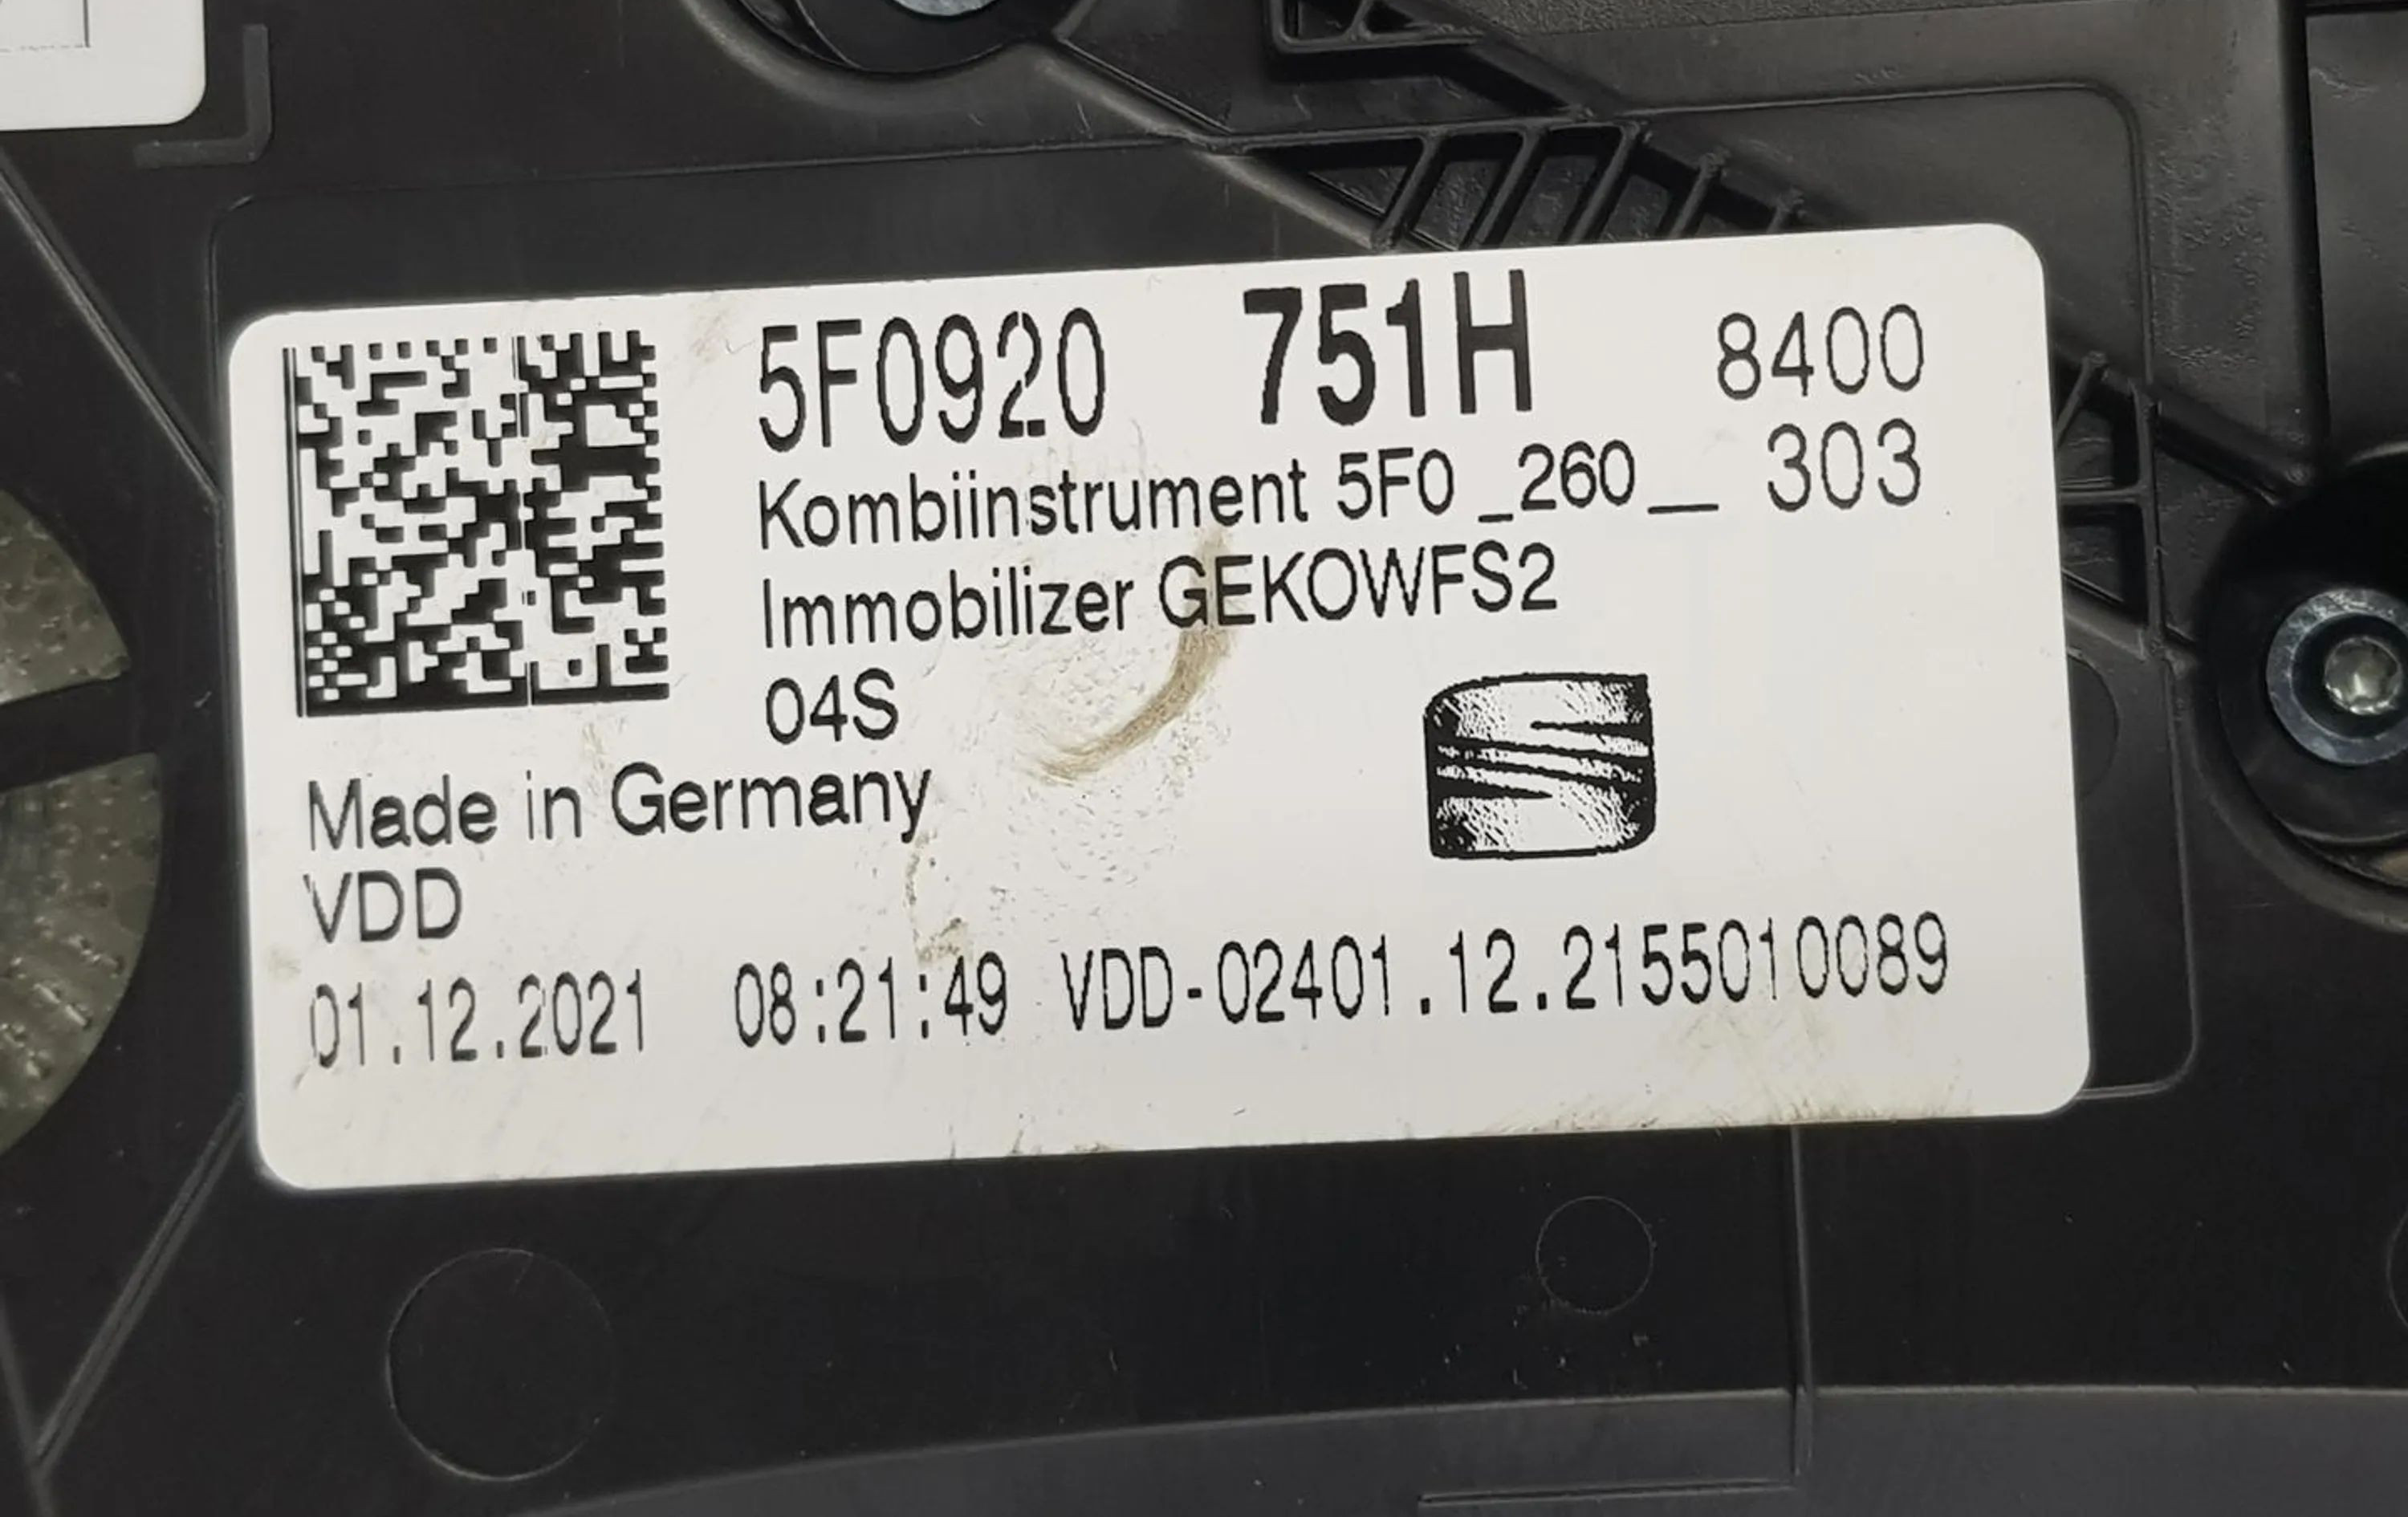 5F0920 751H 8400
Kombiinstrument 5F0 _260__ 303
Immobilizer GEKOWFS2
04S
Made in Germany
VDD
01.12.2021 08:21:49 VDD-02401.12.2155010089